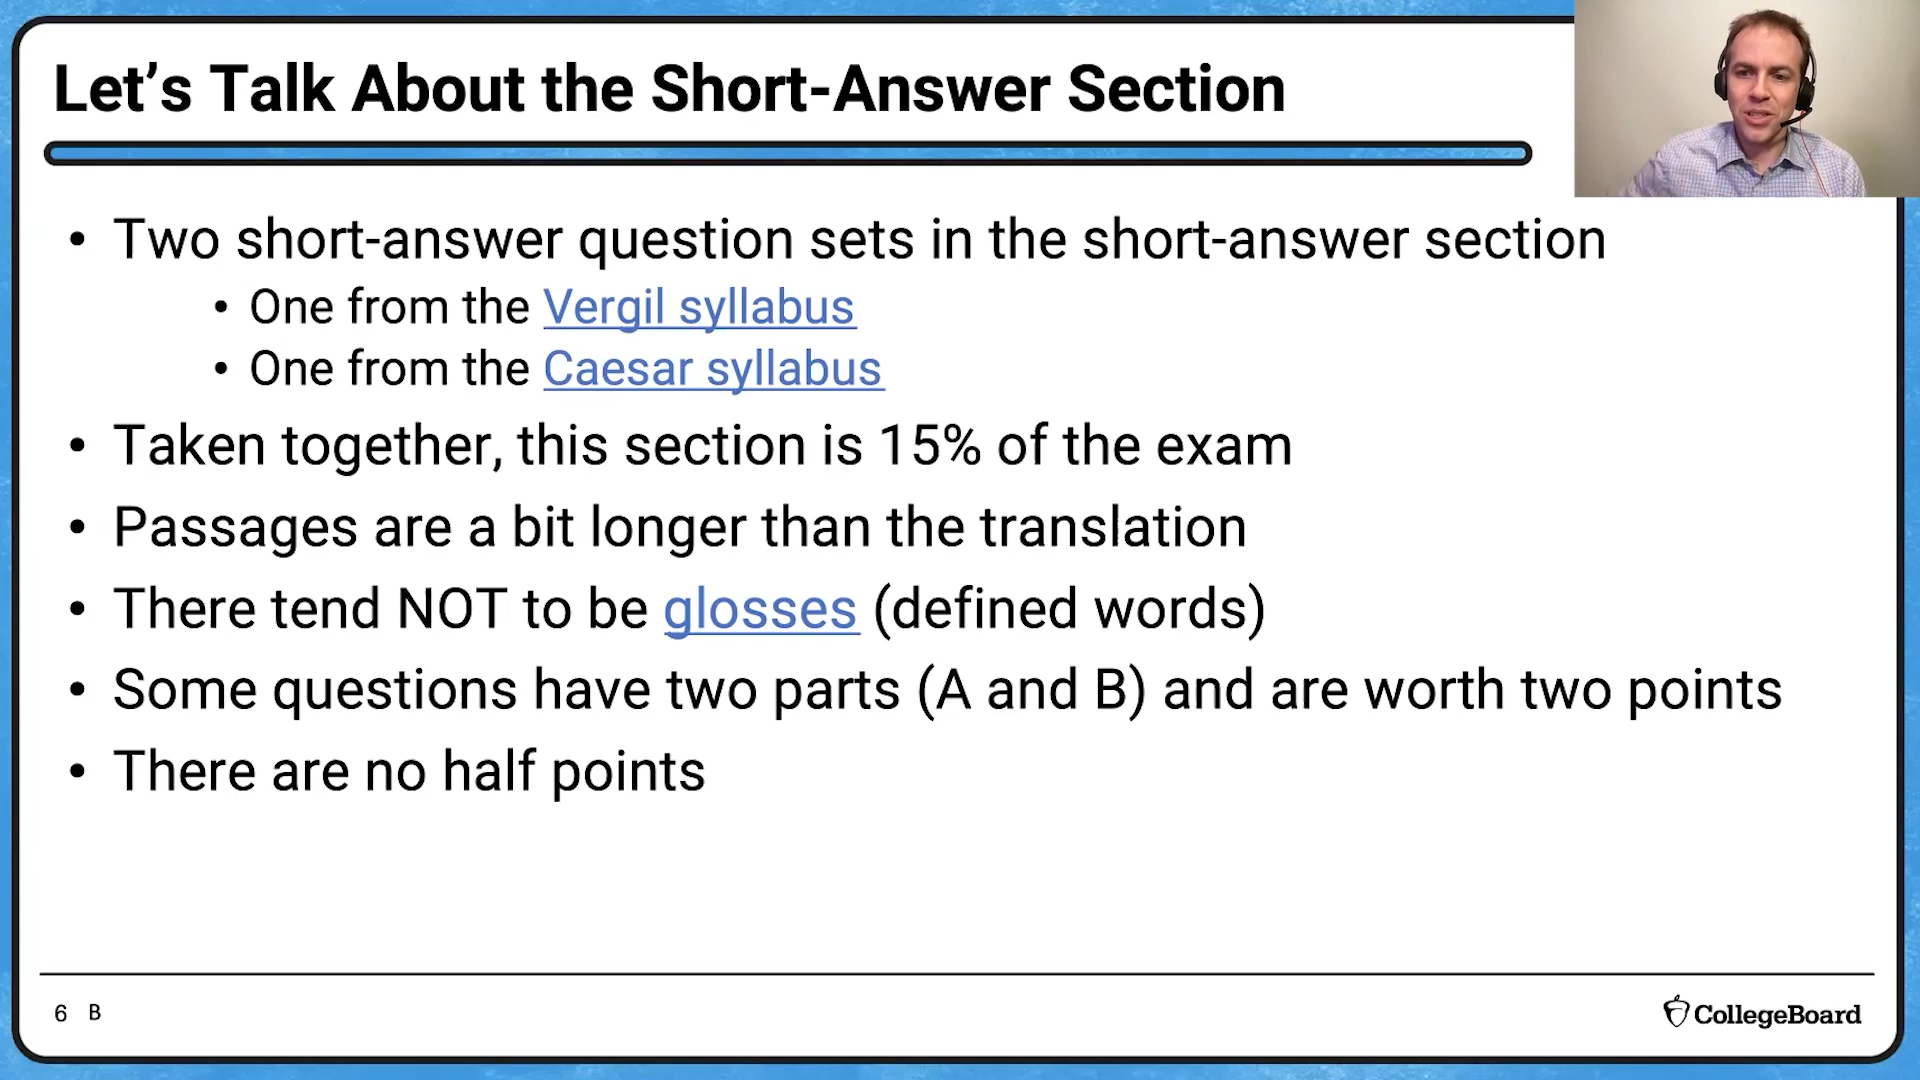 Let’s Talk About the Short-Answer Section
• Two short-answer question sets in the short-answer section
• One from the Vergil syllabus
• One from the Caesar syllabus
• Taken together, this section is 15% of the exam
• Passages are a bit longer than the translation
• There tend NOT to be glosses (defined words)
• Some questions have two parts (A and B) and are worth two points
• There are no half points
6 B
CollegeBoard